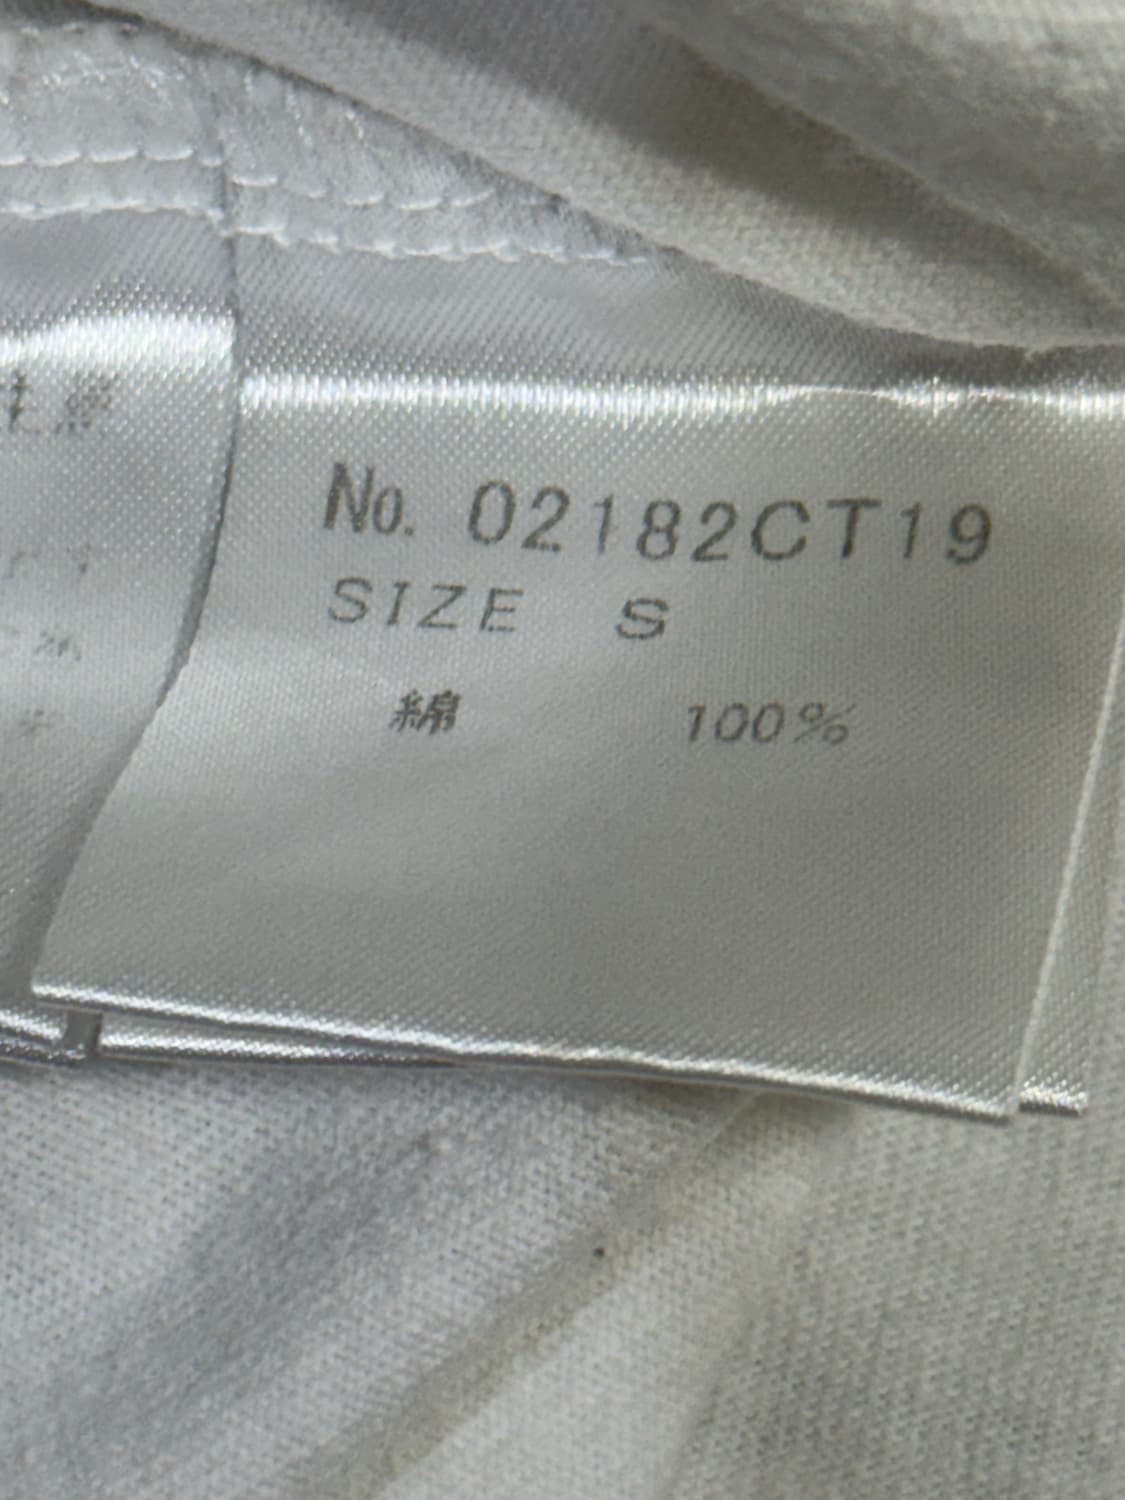 No. 02182CT19
SIZE S
綿 100%